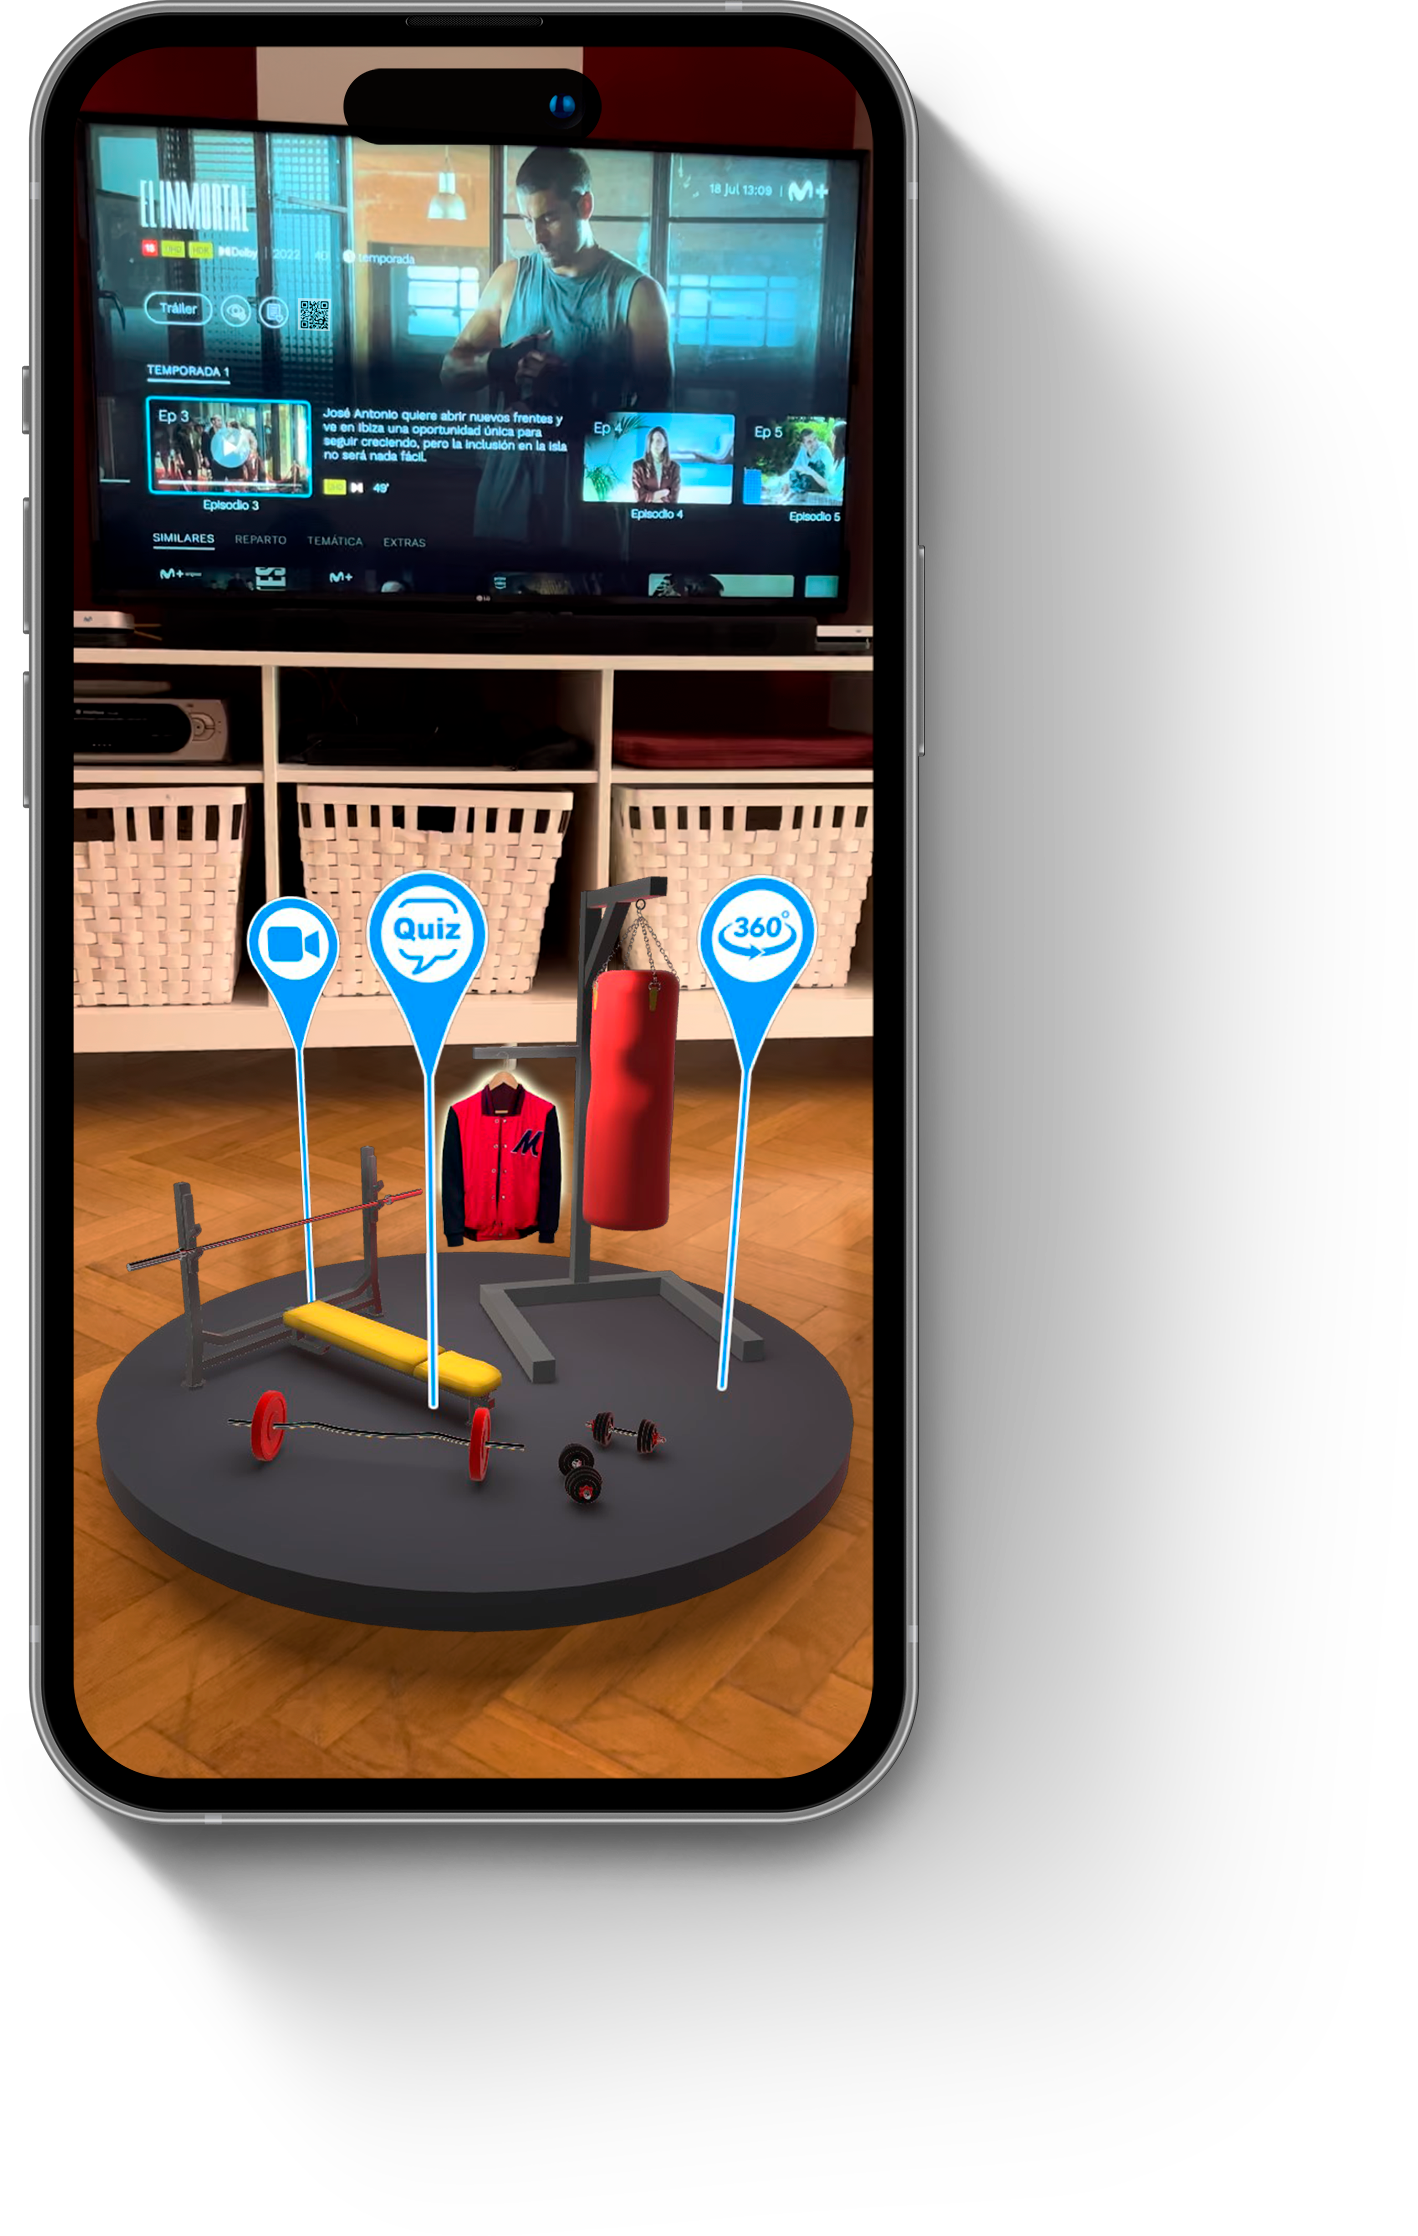 EL INMORTAL
18 Jul 13:09 | M+
18 UHD HDR Dolby | 2022 4D 1 temporada
Tráiler
TEMPORADA 1
Ep 3
José Antonio quiere abrir nuevos frentes y
ve en Ibiza una oportunidad única para
seguir creciendo, pero la inclusión en la isla
no será nada fácil.
49'
Episodio 3
Ep 4
Episodio 4
Ep 5
Episodio 5
SIMILARES REPARTO TEMÁTICA EXTRAS
M+ M+
LG
Quiz
360°
M